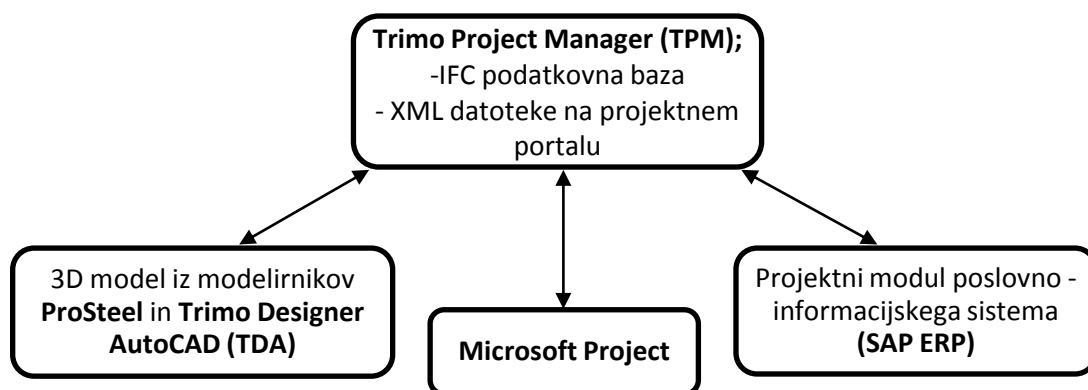 Trimo Project Manager (TPM);
-IFC podatkovna baza
- XML datoteke na projektnem
portalu
3D model iz modelirnikov
ProSteel in Trimo Designer
AutoCAD (TDA)
Microsoft Project
Projektni modul poslovno -
informacijskega sistema
(SAP ERP)